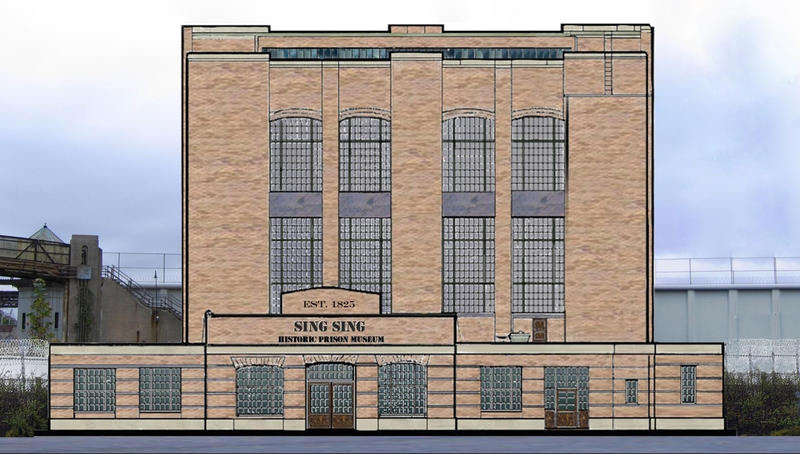 EST. 1825
SING SING
HISTORIC PRISON MUSEUM